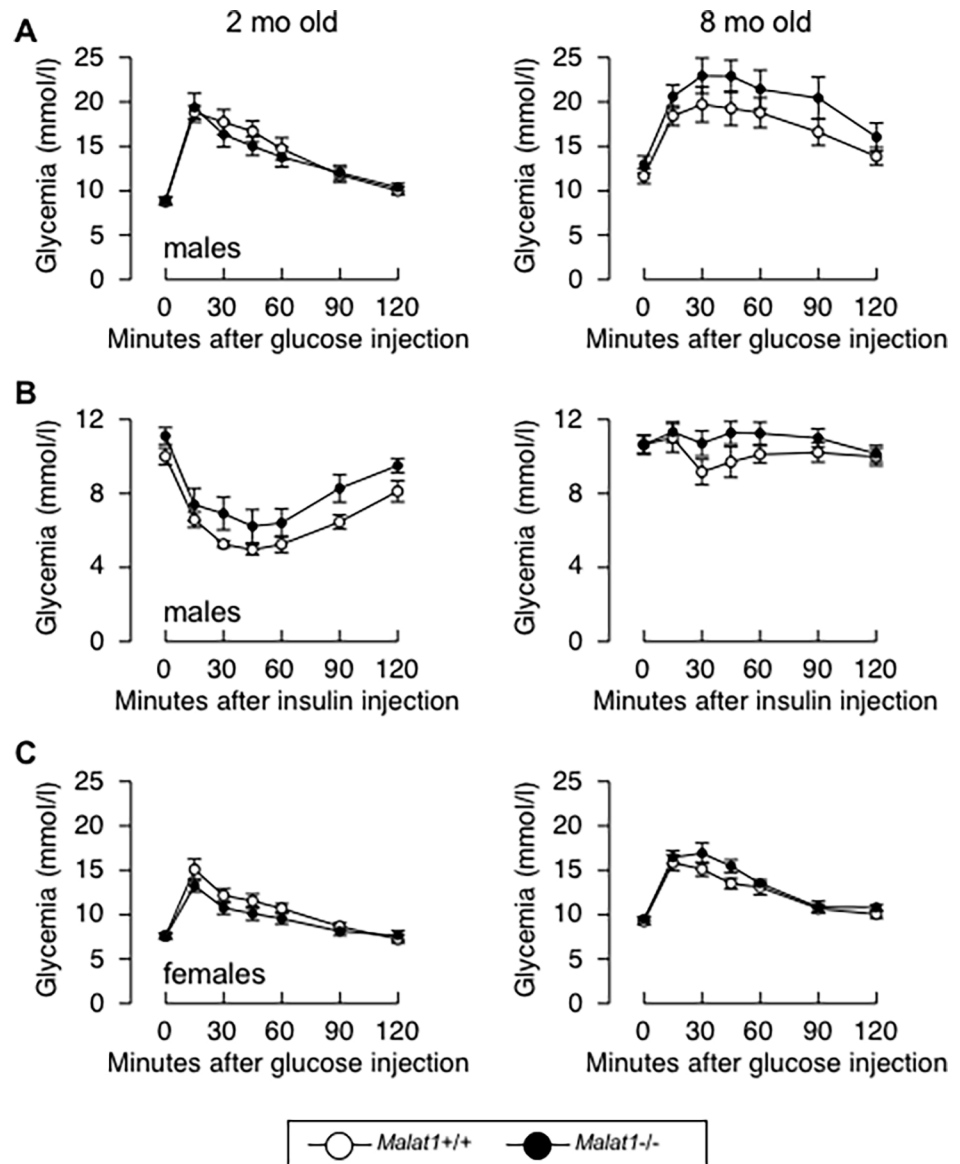 A
2 mo old
8 mo old
Glycemia (mmol/l)
25
20
15
10
5
0
males
0 30 60 90 120
Minutes after glucose injection
Glycemia (mmol/l)
25
20
15
10
5
0
0 30 60 90 120
Minutes after glucose injection
B
Glycemia (mmol/l)
12
8
4
0
males
0 30 60 90 120
Minutes after insulin injection
Glycemia (mmol/l)
12
8
4
0
0 30 60 90 120
Minutes after insulin injection
C
Glycemia (mmol/l)
25
20
15
10
5
0
females
0 30 60 90 120
Minutes after glucose injection
Glycemia (mmol/l)
25
20
15
10
5
0
0 30 60 90 120
Minutes after glucose injection
Malat1+/+ Malat1-/-